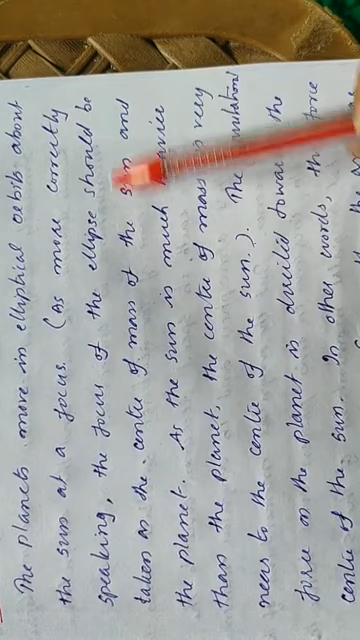 The planets move in elliptical orbits about
the sun at a focus. (As more correctly
speaking, the focus of the ellipse should be
taken as the centre of mass of the sun and
the planet. As the sun is much
than the planet, the centre of mass is very
near to the centre of the sun.). The
force on the planet is directed towards the
centre of the sun. In other words, the force